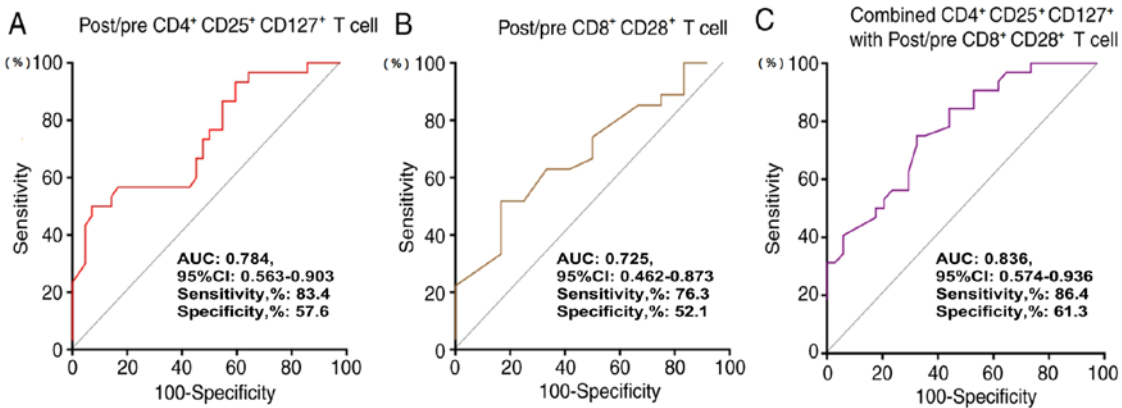 A
Post/pre CD4⁺ CD25⁺ CD127⁺ T cell
(%)
100
80
60
40
20
0
Sensitivity
AUC: 0.784,
95%CI: 0.563-0.903
Sensitivity,%: 83.4
Specificity,%: 57.6
0 20 40 60 80 100
100-Specificity
B
Post/pre CD8⁺ CD28⁺ T cell
(%)
100
80
60
40
20
0
Sensitivity
AUC: 0.725,
95%CI: 0.462-0.873
Sensitivity,%: 76.3
Specificity,%: 52.1
0 20 40 60 80 100
100-Specificity
C
Combined CD4⁺ CD25⁺ CD127⁺
with Post/pre CD8⁺ CD28⁺ T cell
(%)
100
80
60
40
20
0
Sensitivity
AUC: 0.836,
95%CI: 0.574-0.936
Sensitivity,%: 86.4
Specificity,%: 61.3
0 20 40 60 80 100
100-Specificity